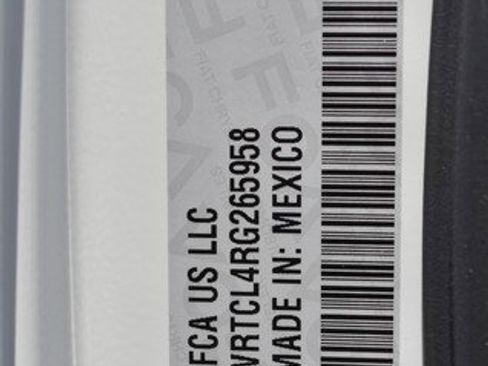 FCA US LLC
VRTCL4RG265958
MADE IN: MEXICO